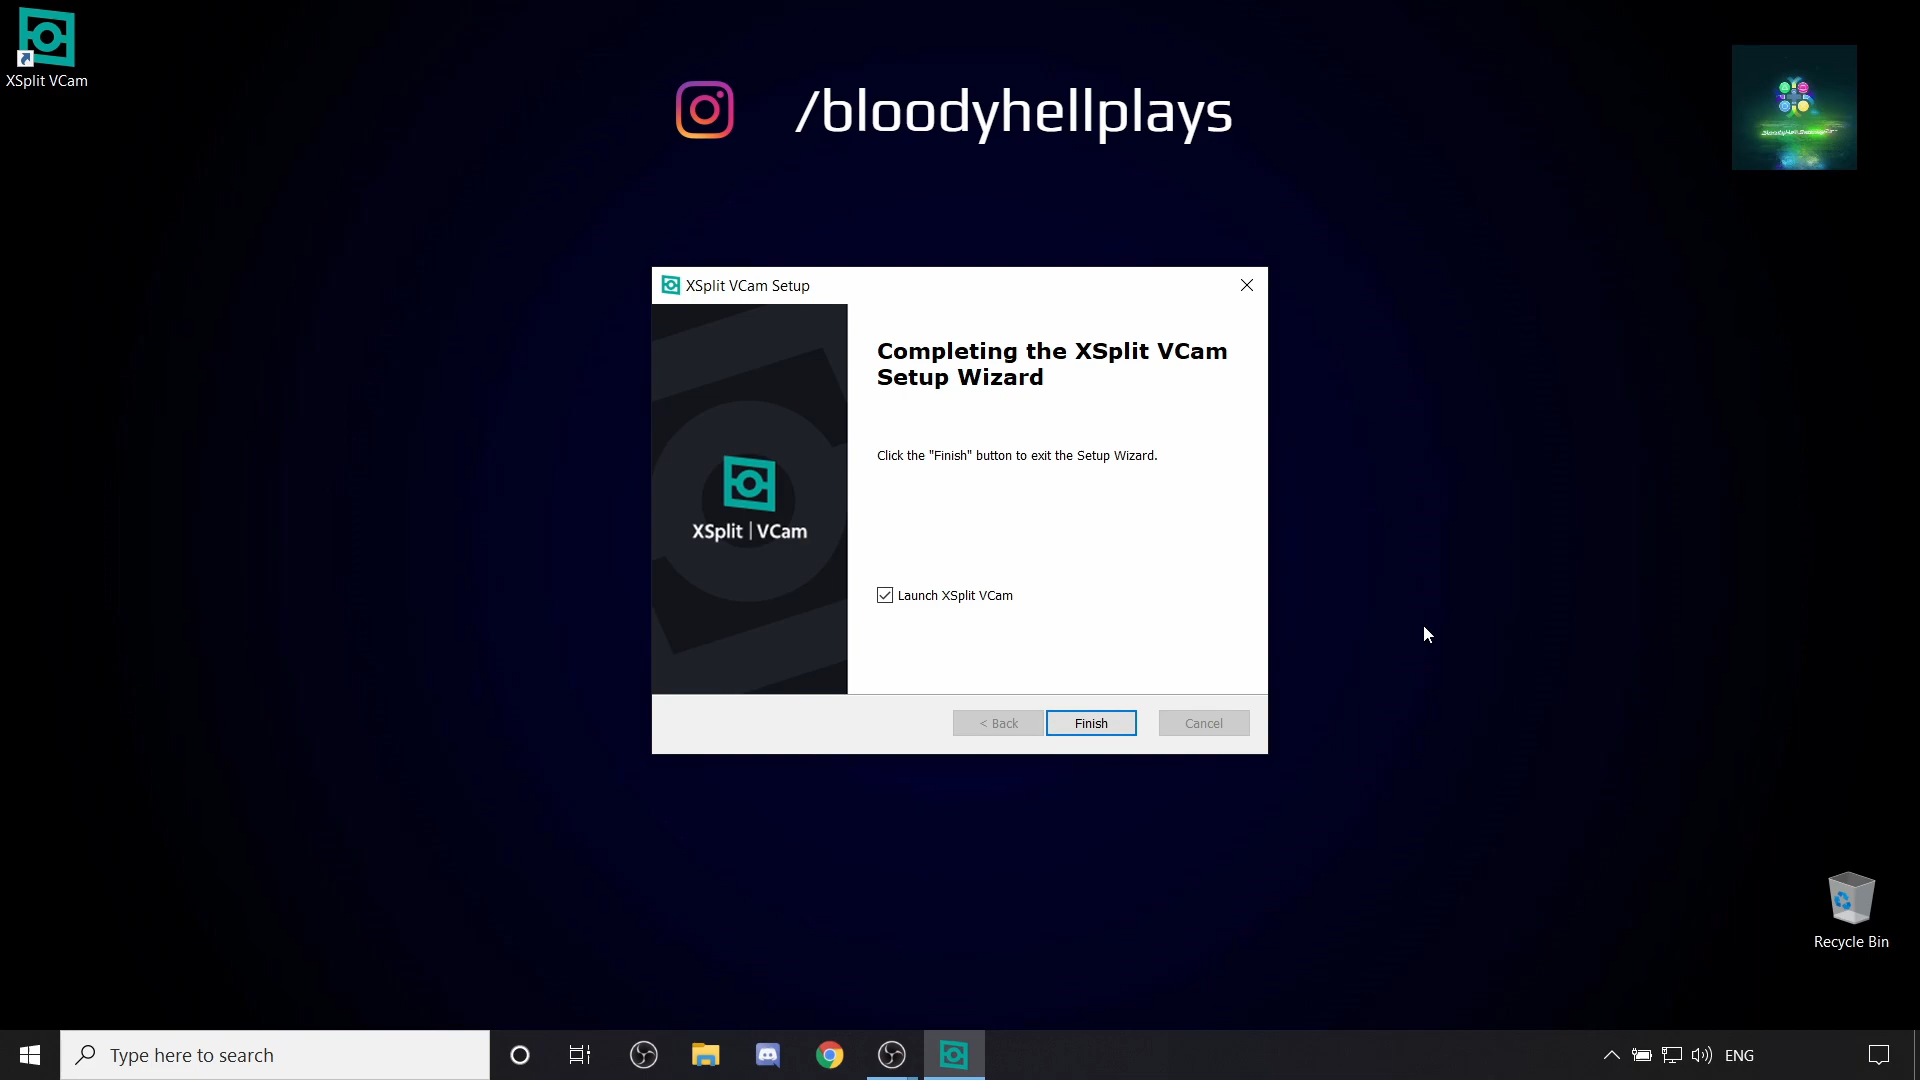 XSplit VCam
/bloodyhellplays
XSplit VCam Setup
Completing the XSplit VCam
Setup Wizard
Click the "Finish" button to exit the Setup Wizard.
XSplit | VCam
Launch XSplit VCam
< Back
Finish
Cancel
Recycle Bin
Type here to search
ENG